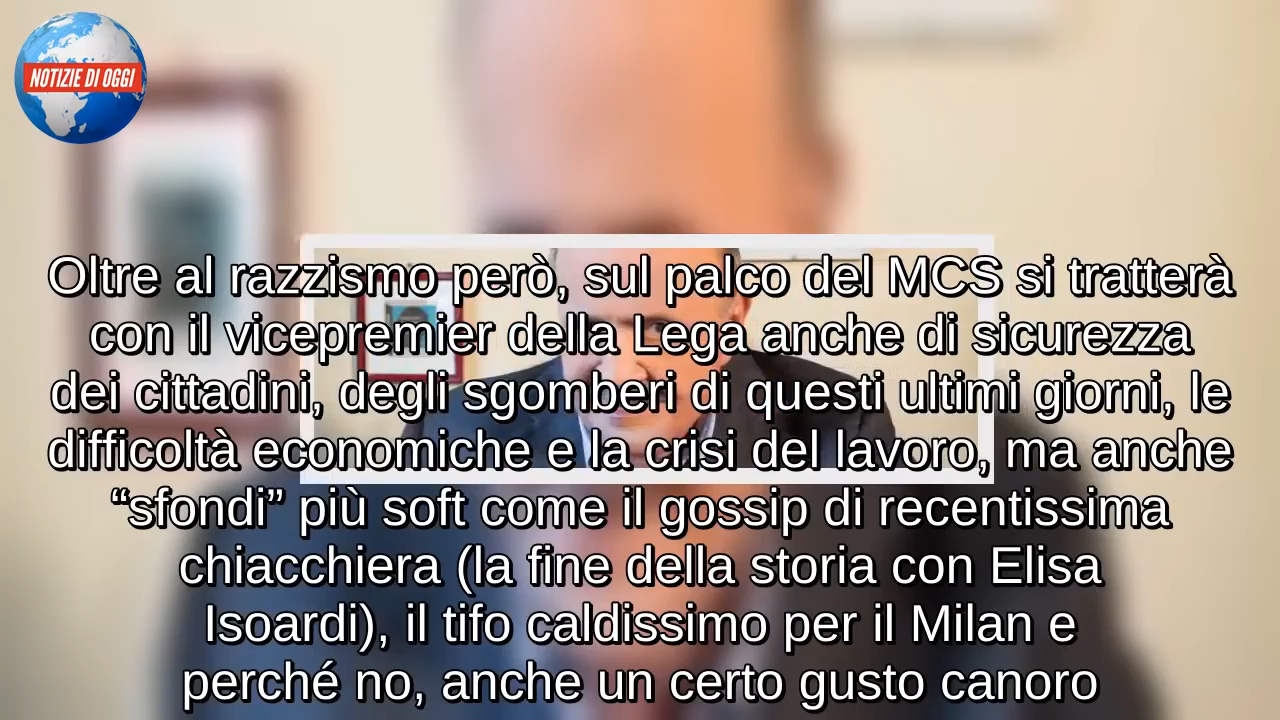 NOTIZIE DI OGGI
Oltre al razzismo però, sul palco del MCS si tratterà
con il vicepremier della Lega anche di sicurezza
dei cittadini, degli sgomberi di questi ultimi giorni, le
difficoltà economiche e la crisi del lavoro, ma anche
“sfondi” più soft come il gossip di recentissima
chiacchiera (la fine della storia con Elisa
Isoardi), il tifo caldissimo per il Milan e
perché no, anche un certo gusto canoro